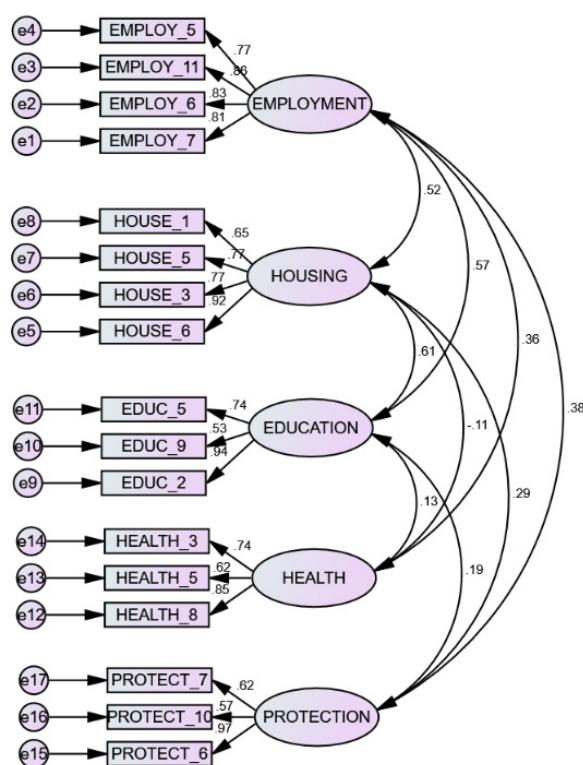 e4 EMPLOY_5 .77
e3 EMPLOY_11 .86
e2 EMPLOY_6 .83
e1 EMPLOY_7 .81
EMPLOYMENT
.52
e8 HOUSE_1 .65
e7 HOUSE_5 .77
e6 HOUSE_3 .77
e5 HOUSE_6 .92
HOUSING
.57
.61
.36
.38
e11 EDUC_5 .74
e10 EDUC_9 .53
e9 EDUC_2 .94
EDUCATION
-.11
.13
.29
e14 HEALTH_3 .74
e13 HEALTH_5 .62
e12 HEALTH_8 .85
HEALTH
.19
e17 PROTECT_7 .62
e16 PROTECT_10 .57
e15 PROTECT_6 .97
PROTECTION